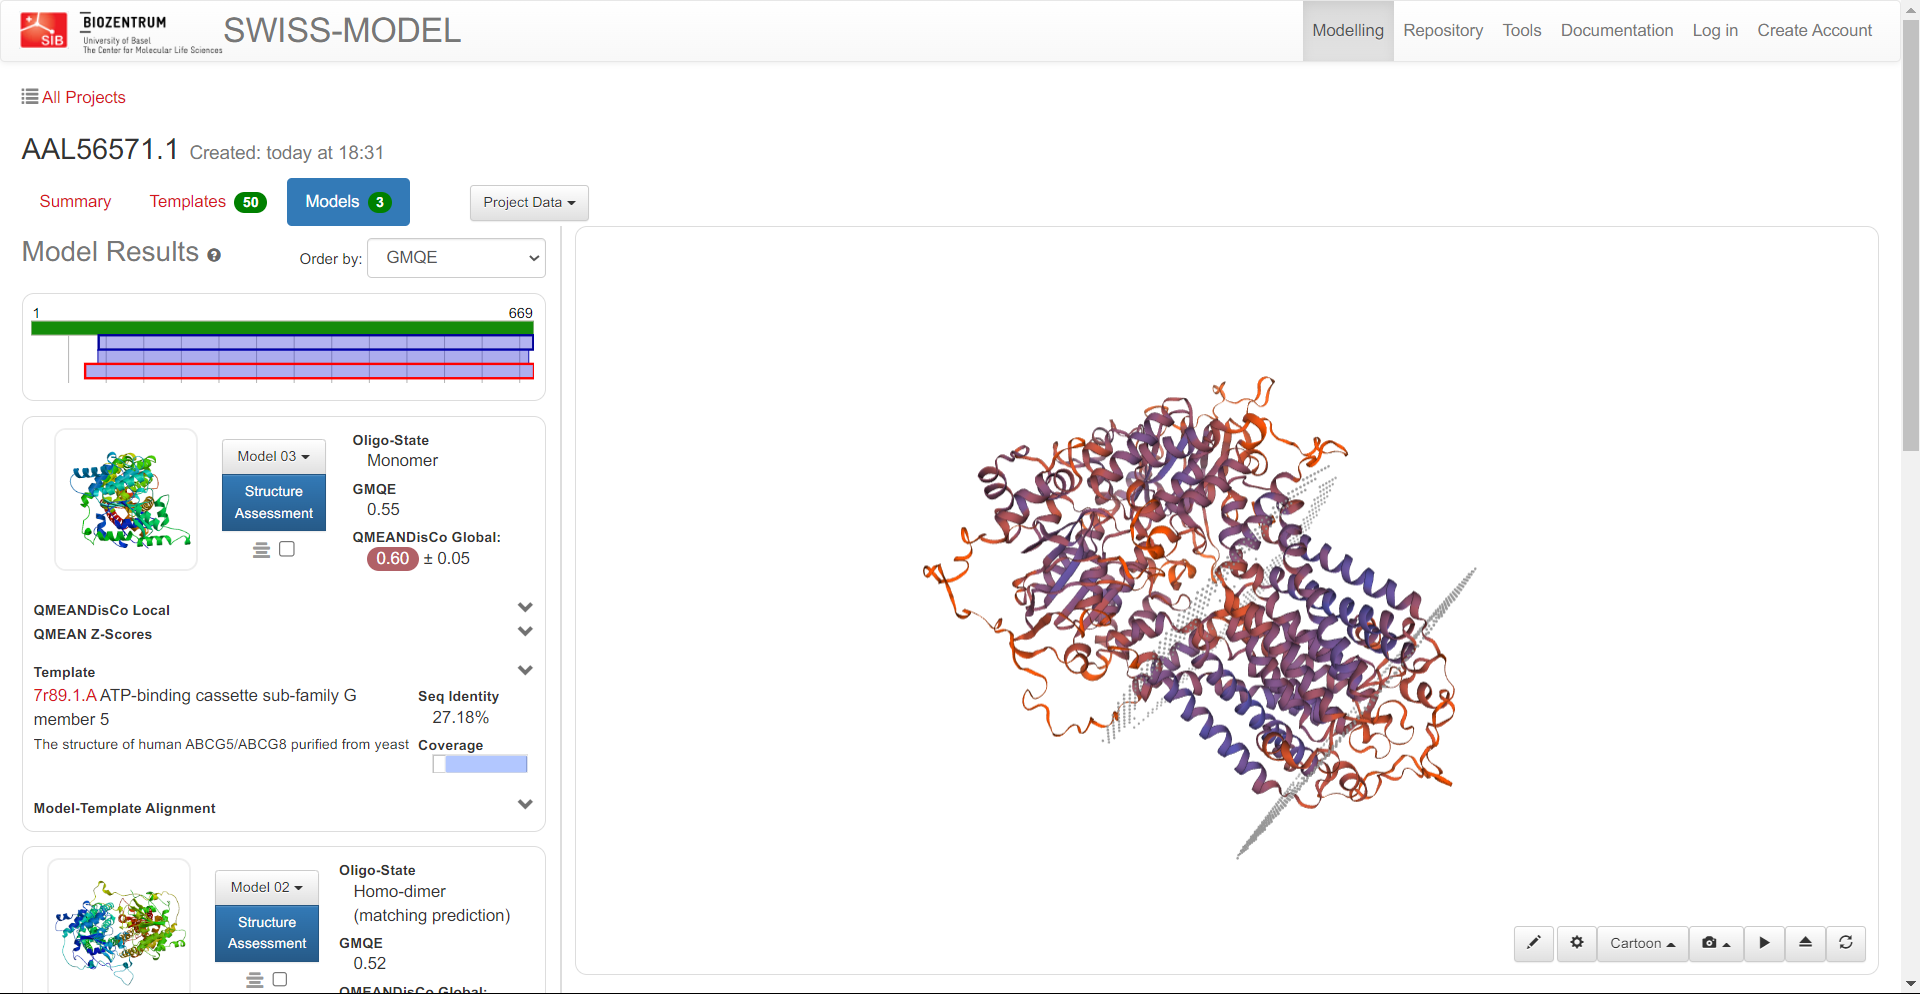 SIB
BIOZENTRUM
University of Basel
The Center for Molecular Life Sciences
SWISS-MODEL
Modelling Repository Tools Documentation Log in Create Account
All Projects
AAL56571.1 Created: today at 18:31
Summary Templates 50 Models 3 Project Data
Model Results ? Order by: GMQE
1 669
Model 03
Structure
Assessment
Oligo-State
Monomer
GMQE
0.55
QMEANDisCo Global:
0.60 ± 0.05
QMEANDisCo Local
QMEAN Z-Scores
Template
7r89.1.A ATP-binding cassette sub-family G
member 5
The structure of human ABCG5/ABCG8 purified from yeast
Seq Identity
27.18%
Coverage
Model-Template Alignment
Model 02
Structure
Assessment
Oligo-State
Homo-dimer
(matching prediction)
GMQE
0.52
QMEANDisCo Global:
Cartoon